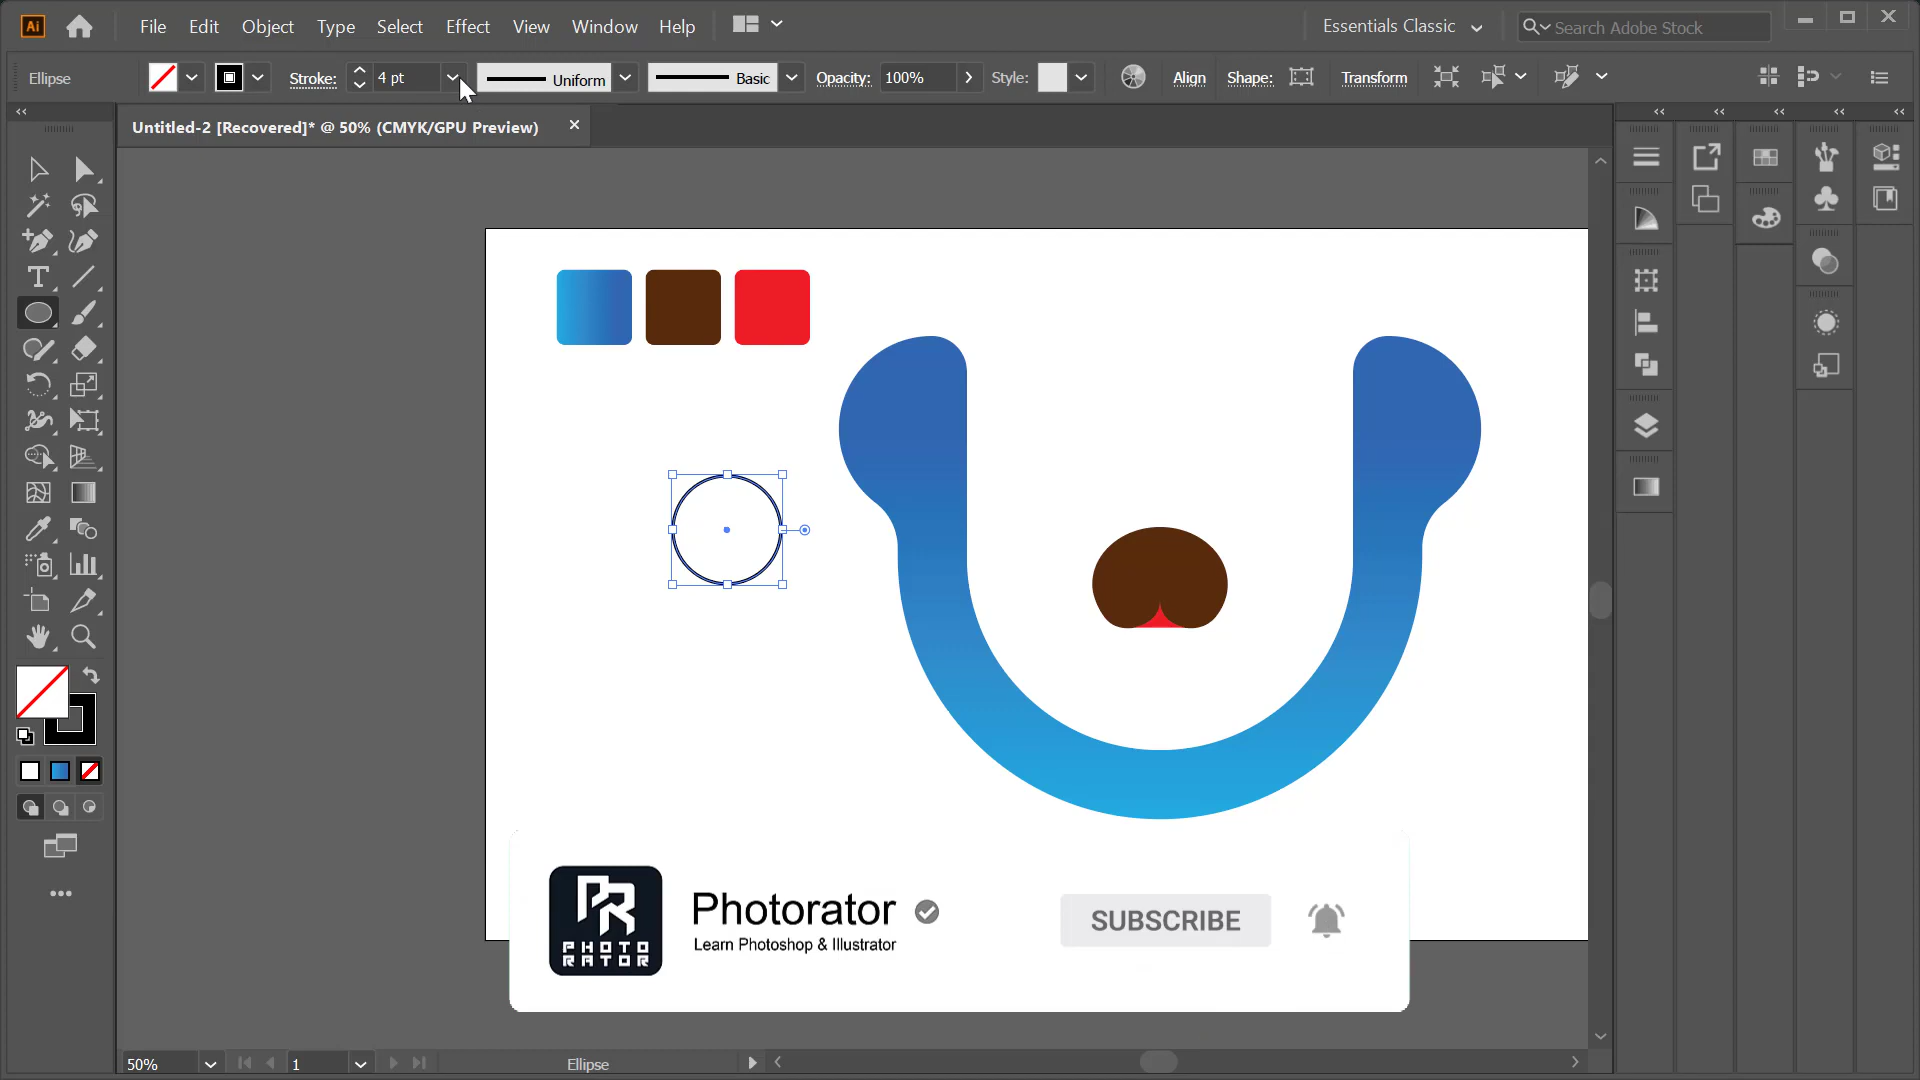 Ai File Edit Object Type Select Effect View Window Help Essentials Classic Search Adobe Stock
Ellipse Stroke: 4 pt Uniform Basic Opacity: 100% Style: Align Shape: Transform
Untitled-2 [Recovered]* @ 50% (CMYK/GPU Preview)
PR
PHOTO
RATOR
Photorator
Learn Photoshop & Illustrator
SUBSCRIBE
50% 1 Ellipse